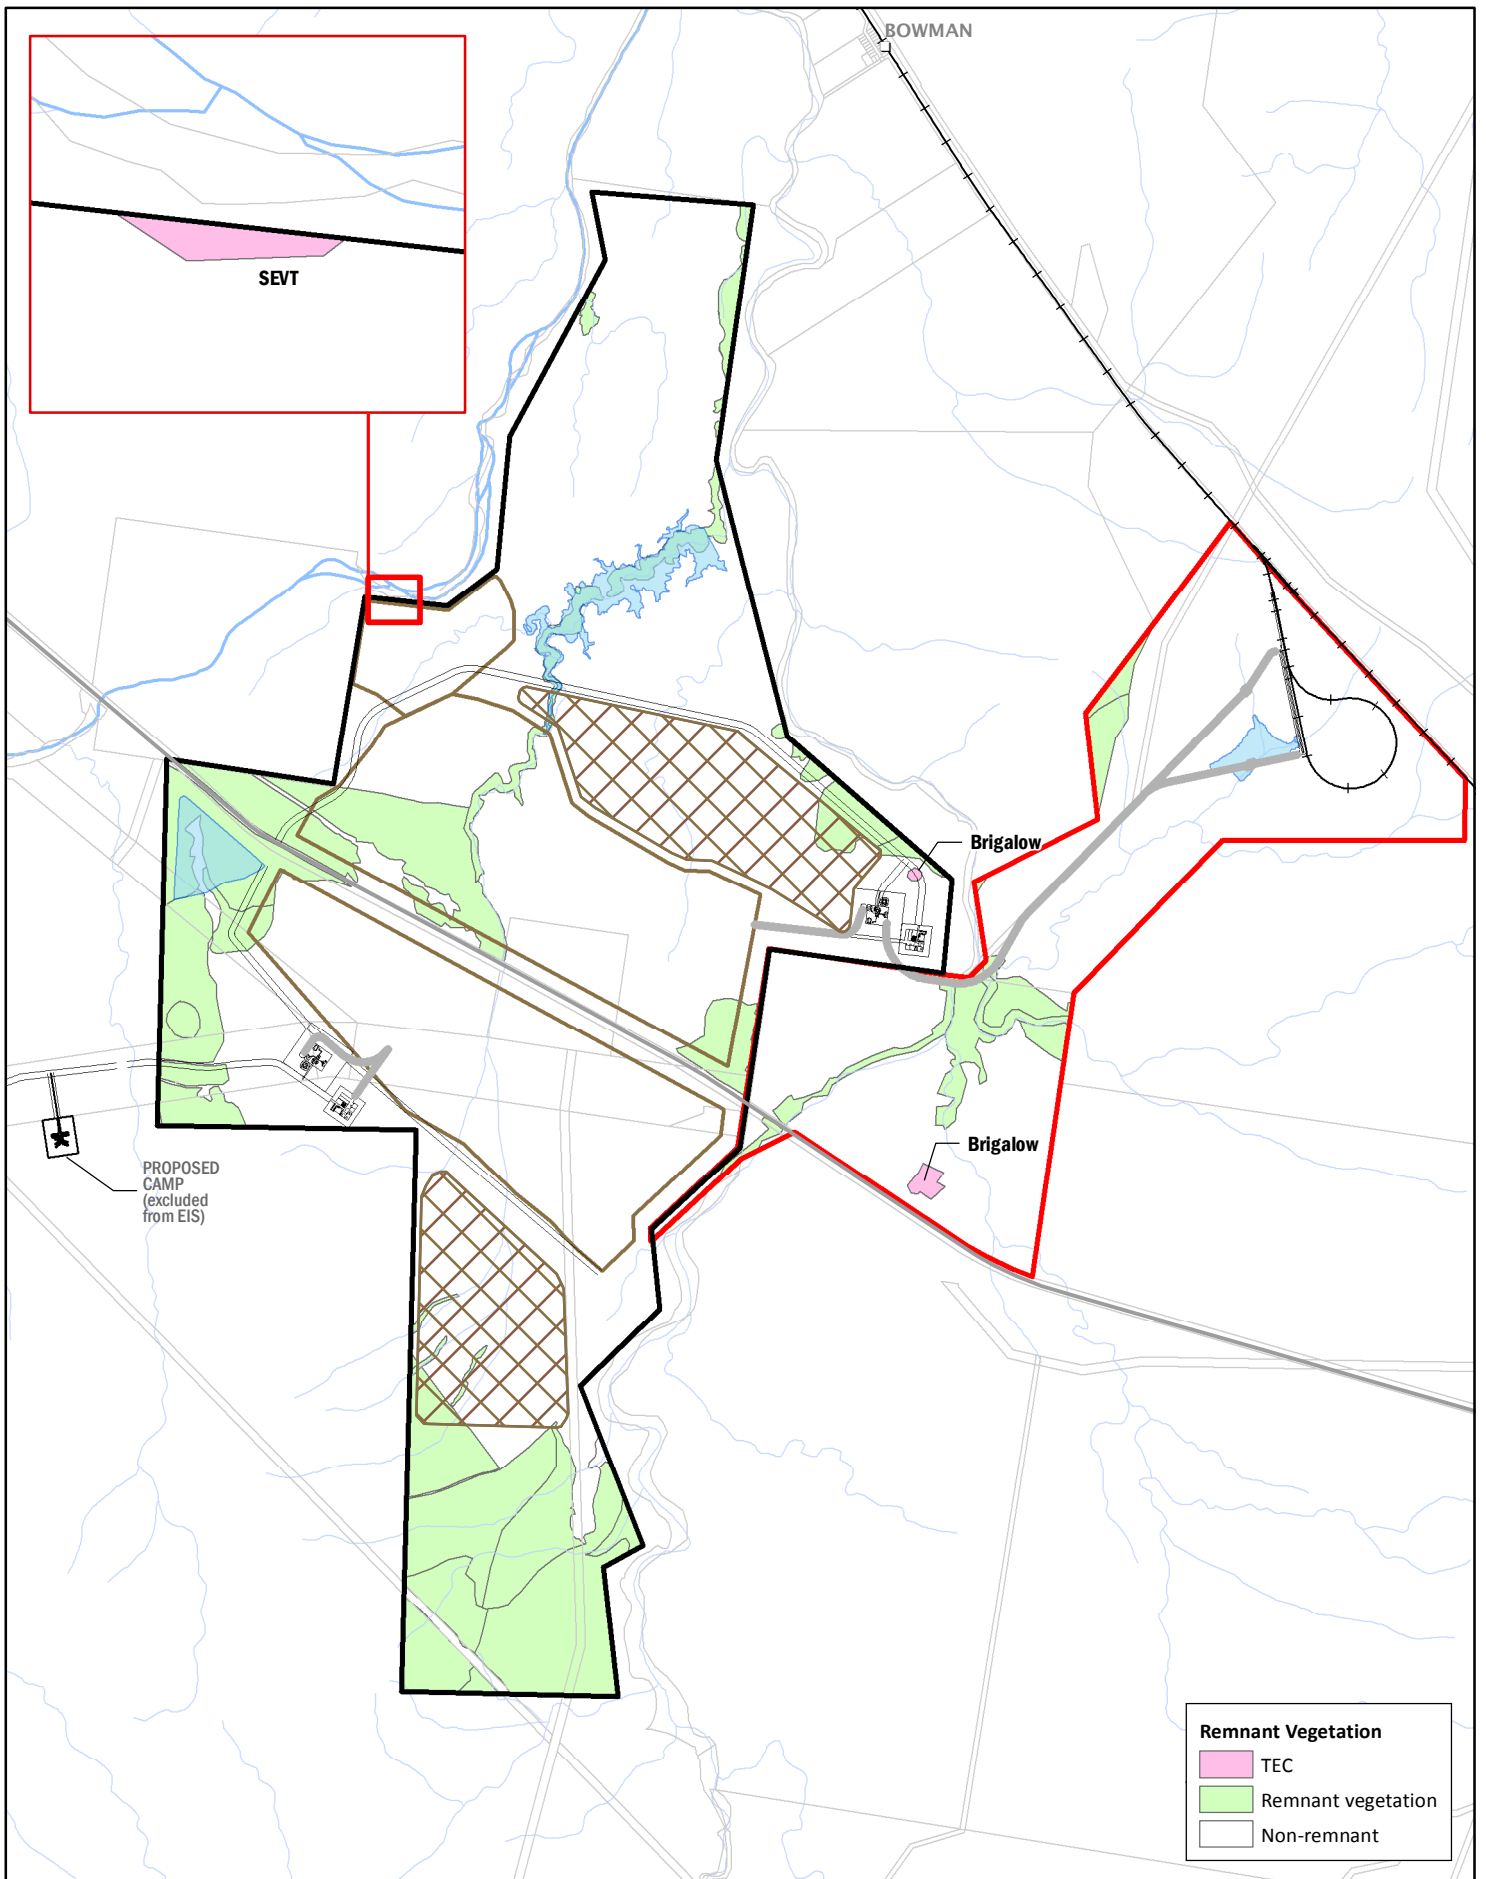 BOWMAN
SEVT
Brigalow
Brigalow
PROPOSED
CAMP
(excluded
from EIS)
Remnant Vegetation
TEC
Remnant vegetation
Non-remnant